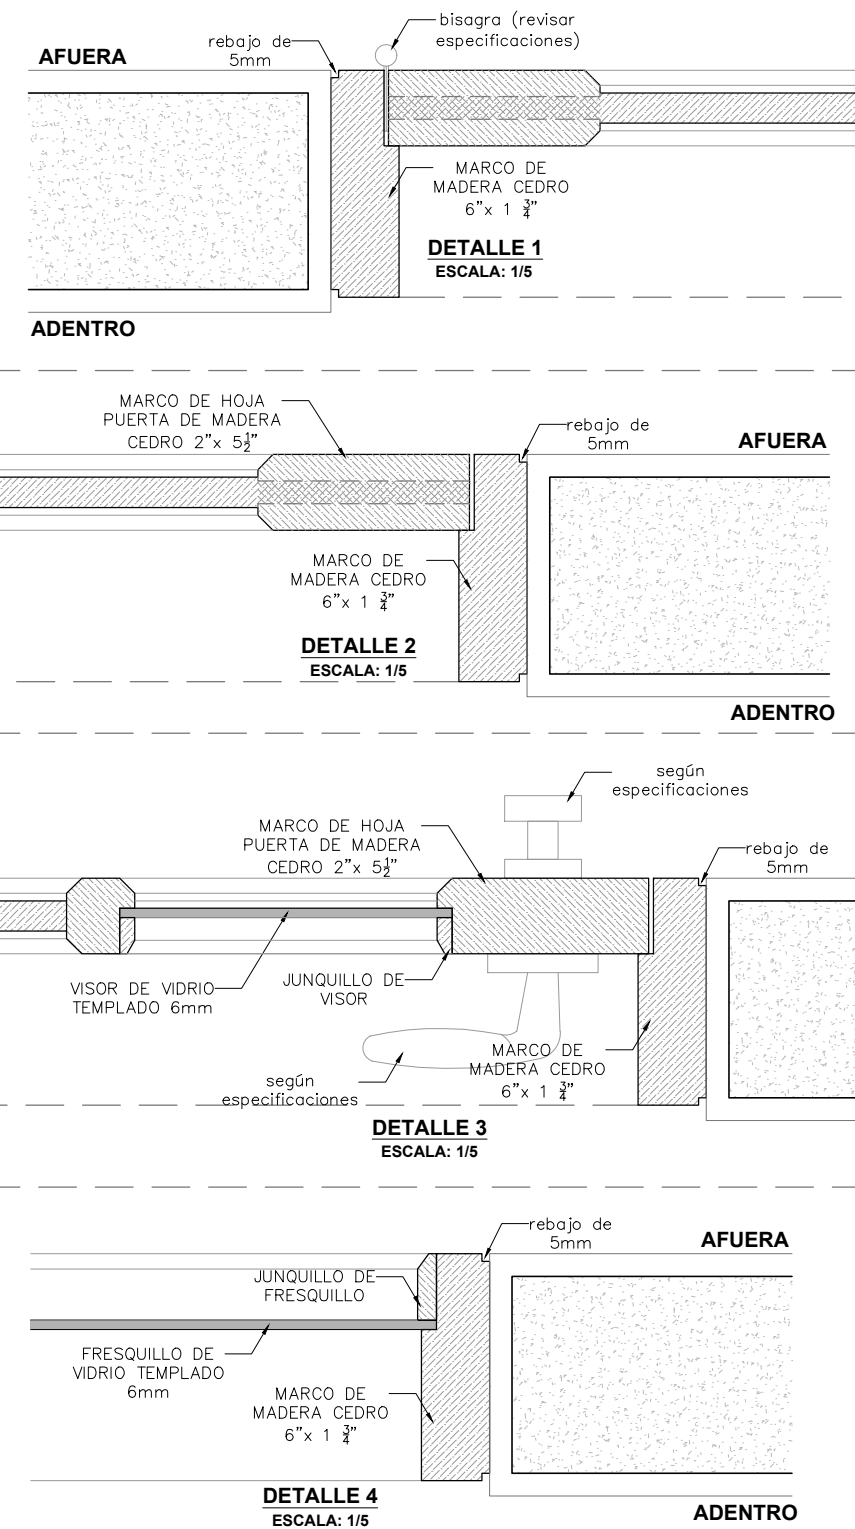 bisagra (revisar
especificaciones)
rebajo de
5mm
AFUERA
MARCO DE
MADERA CEDRO
6"x 1 3/4"
DETALLE 1
ESCALA: 1/5
ADENTRO
MARCO DE HOJA
PUERTA DE MADERA
CEDRO 2"x 5 1/2"
rebajo de
5mm
AFUERA
MARCO DE
MADERA CEDRO
6"x 1 3/4"
DETALLE 2
ESCALA: 1/5
ADENTRO
según
especificaciones
MARCO DE HOJA
PUERTA DE MADERA
CEDRO 2"x 5 1/2"
rebajo de
5mm
VISOR DE VIDRIO
TEMPLADO 6mm
JUNQUILLO DE
VISOR
MARCO DE
MADERA CEDRO
6"x 1 3/4"
según
especificaciones
DETALLE 3
ESCALA: 1/5
rebajo de
5mm
AFUERA
JUNQUILLO DE
FRESQUILLO
FRESQUILLO DE
VIDRIO TEMPLADO
6mm
MARCO DE
MADERA CEDRO
6"x 1 3/4"
DETALLE 4
ESCALA: 1/5
ADENTRO